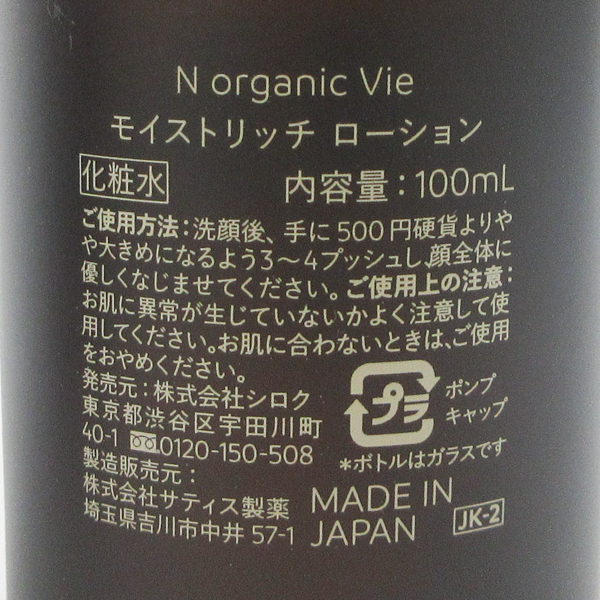 N organic Vie
モイストリッチ ローション
化粧水 内容量：100mL
ご使用方法：洗顔後、手に500円硬貨よりや
や大きめになるよう3〜4プッシュし、顔全体に
優しくなじませてください。ご使用上の注意：
お肌に異常が生じていないかよく注意して使
用してください。お肌に合わないときは、ご使用
をおやめください。
発売元：株式会社シロク
東京都渋谷区宇田川町
40-1 0120-150-508
製造販売元：
株式会社サティス製薬
埼玉県吉川市中井 57-1
プラ
ポンプ
キャップ
*ボトルはガラスです
MADE IN
JAPAN
JK-2